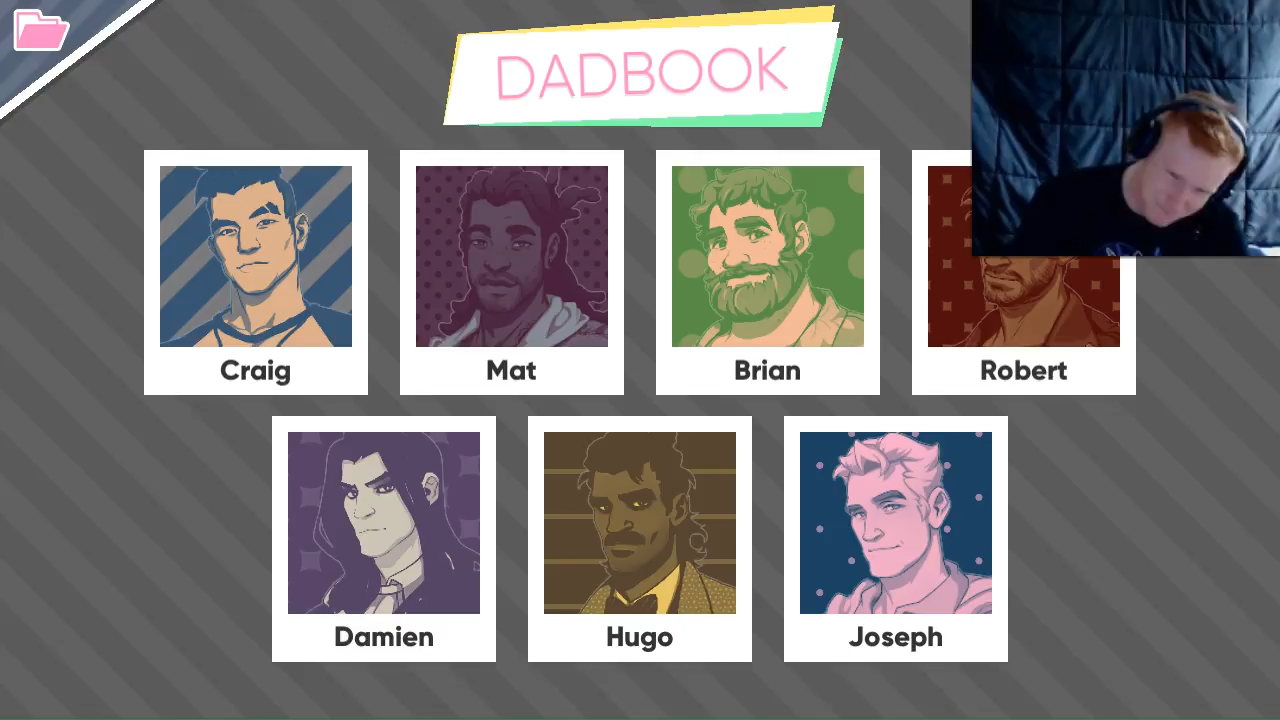 DADBOOK
Craig
Mat
Brian
Robert
Damien
Hugo
Joseph